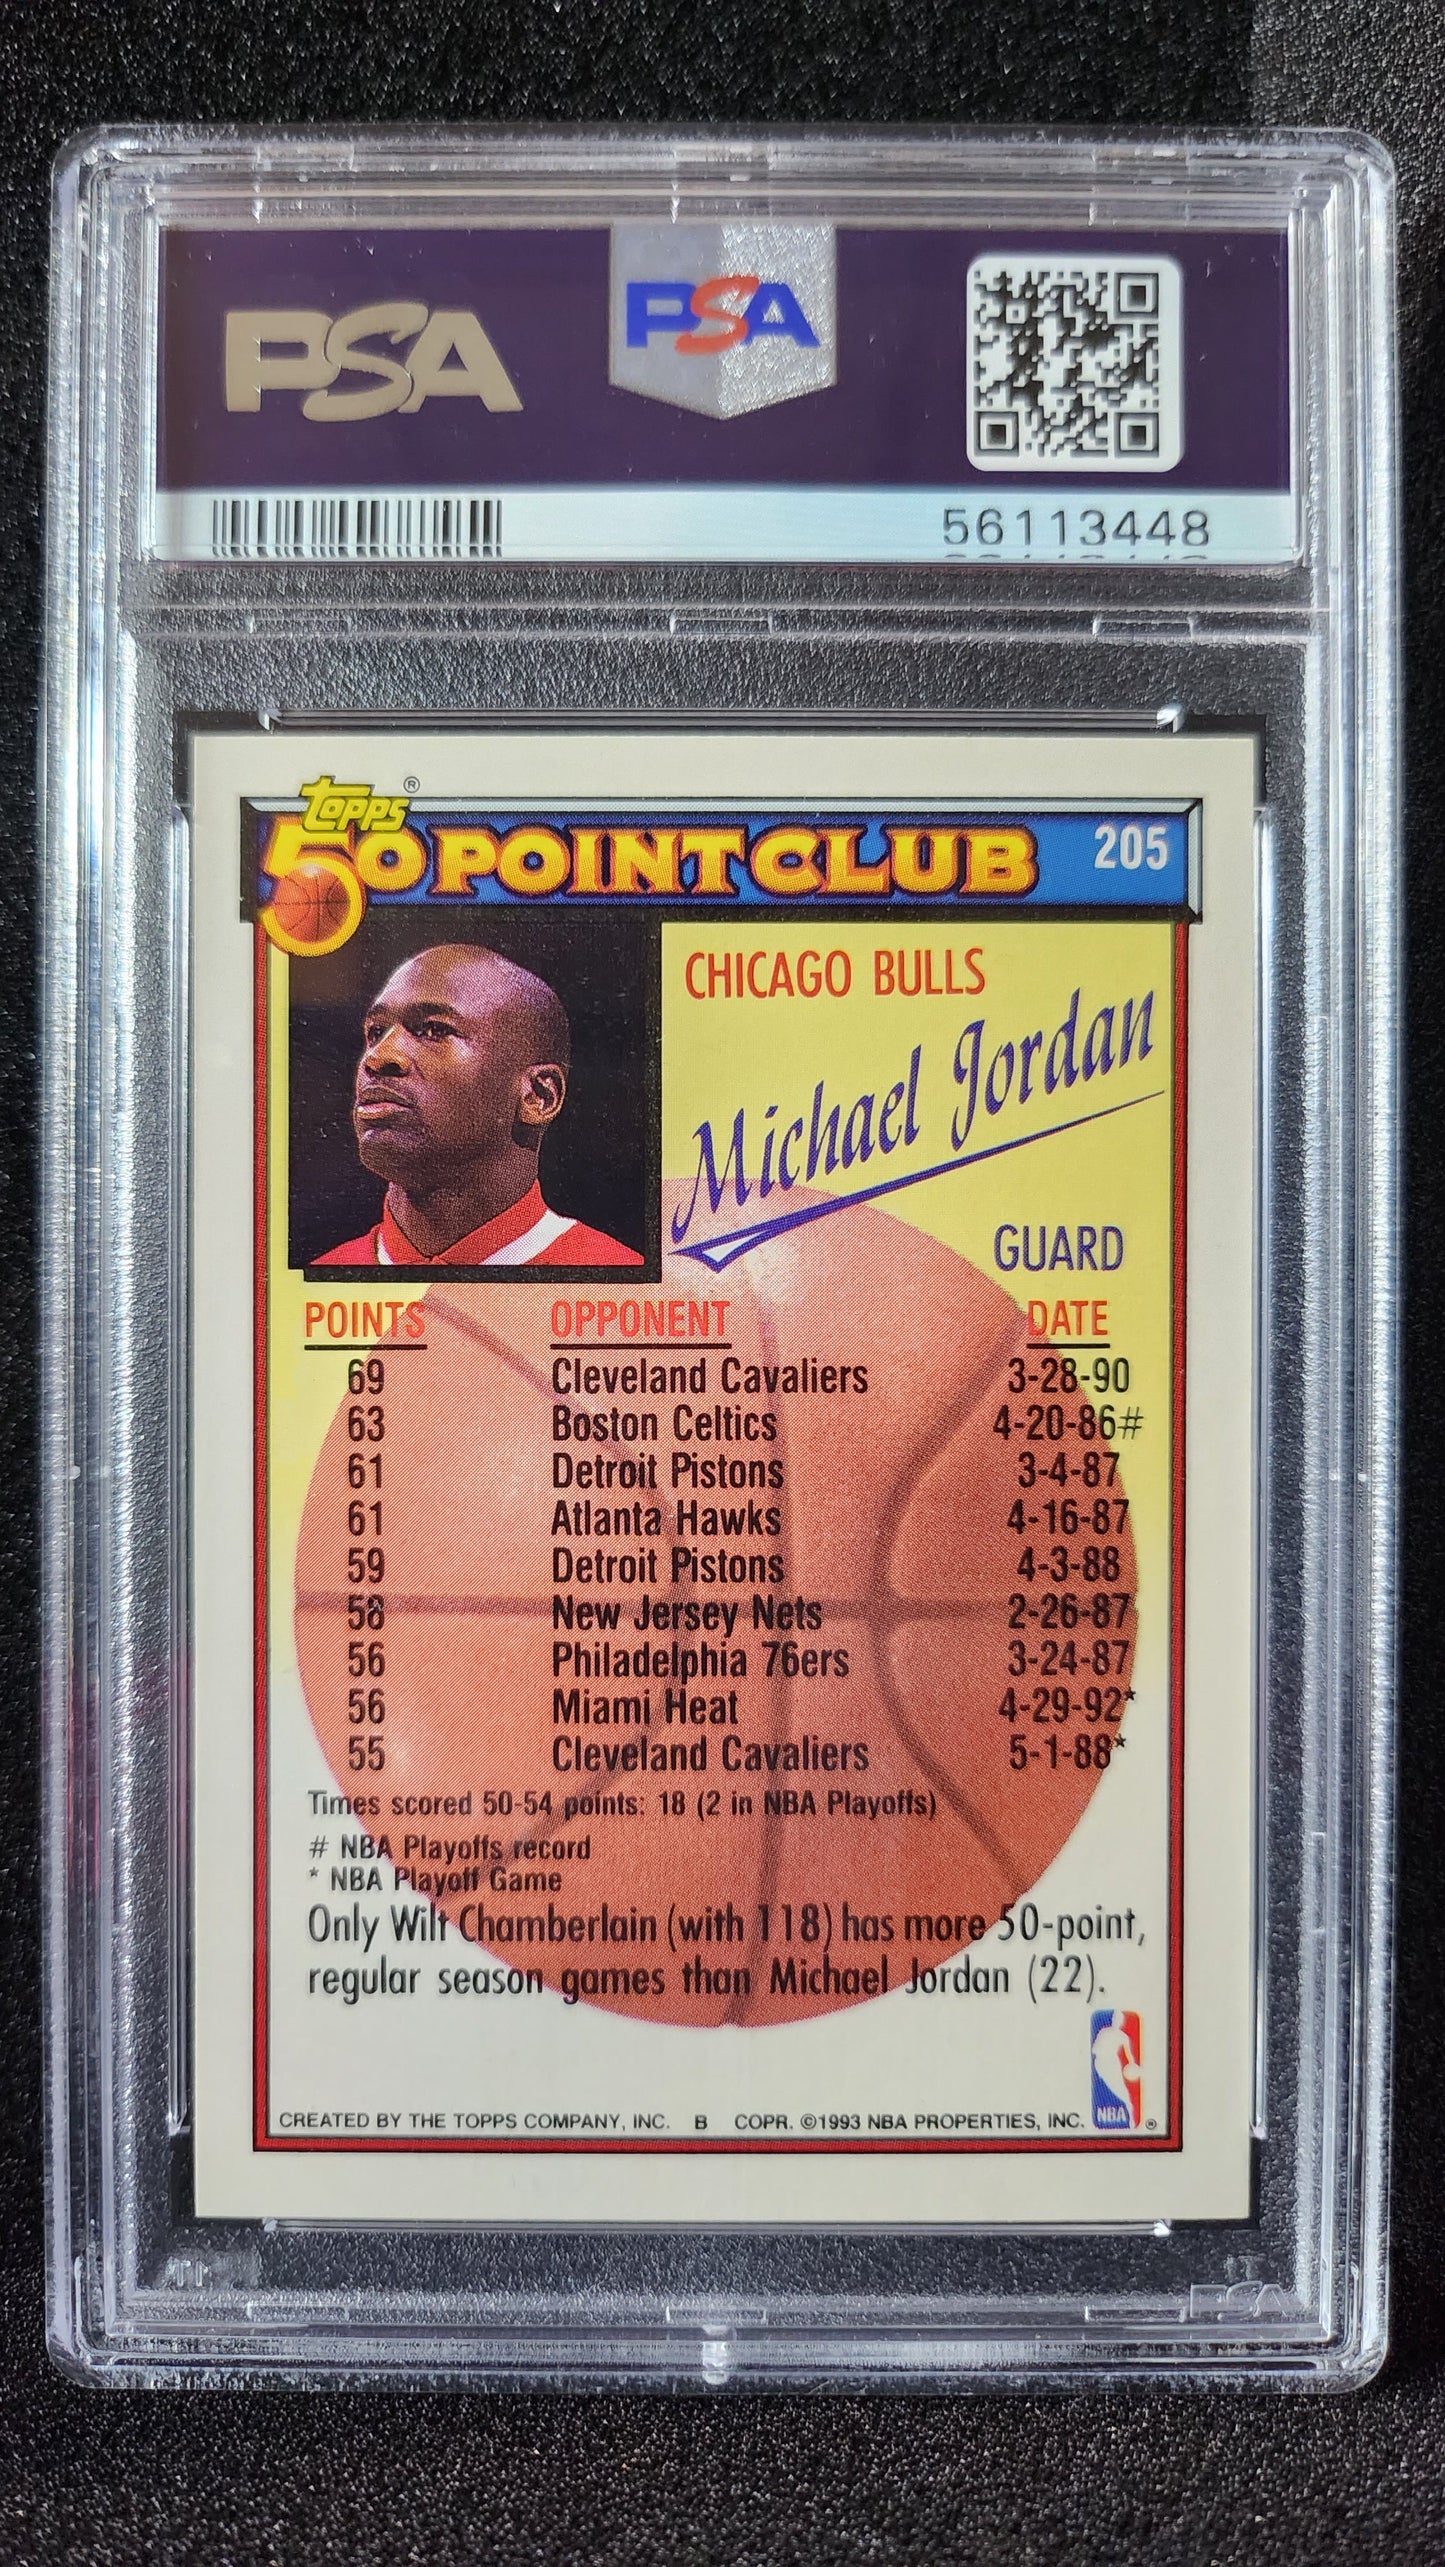 PSA
PSA
56113448
Topps®
50 POINT CLUB
205
CHICAGO BULLS
Michael Jordan
GUARD
POINTS OPPONENT DATE
69 Cleveland Cavaliers 3-28-90
63 Boston Celtics 4-20-86#
61 Detroit Pistons 3-4-87
61 Atlanta Hawks 4-16-87
59 Detroit Pistons 4-3-88
58 New Jersey Nets 2-26-87
56 Philadelphia 76ers 3-24-87
56 Miami Heat 4-29-92*
55 Cleveland Cavaliers 5-1-88*
Times scored 50-54 points: 18 (2 in NBA Playoffs)
# NBA Playoffs record
* NBA Playoff Game
Only Wilt Chamberlain (with 118) has more 50-point,
regular season games than Michael Jordan (22).
CREATED BY THE TOPPS COMPANY, INC. B COPR. ©1993 NBA PROPERTIES, INC. NBA ®
PSA